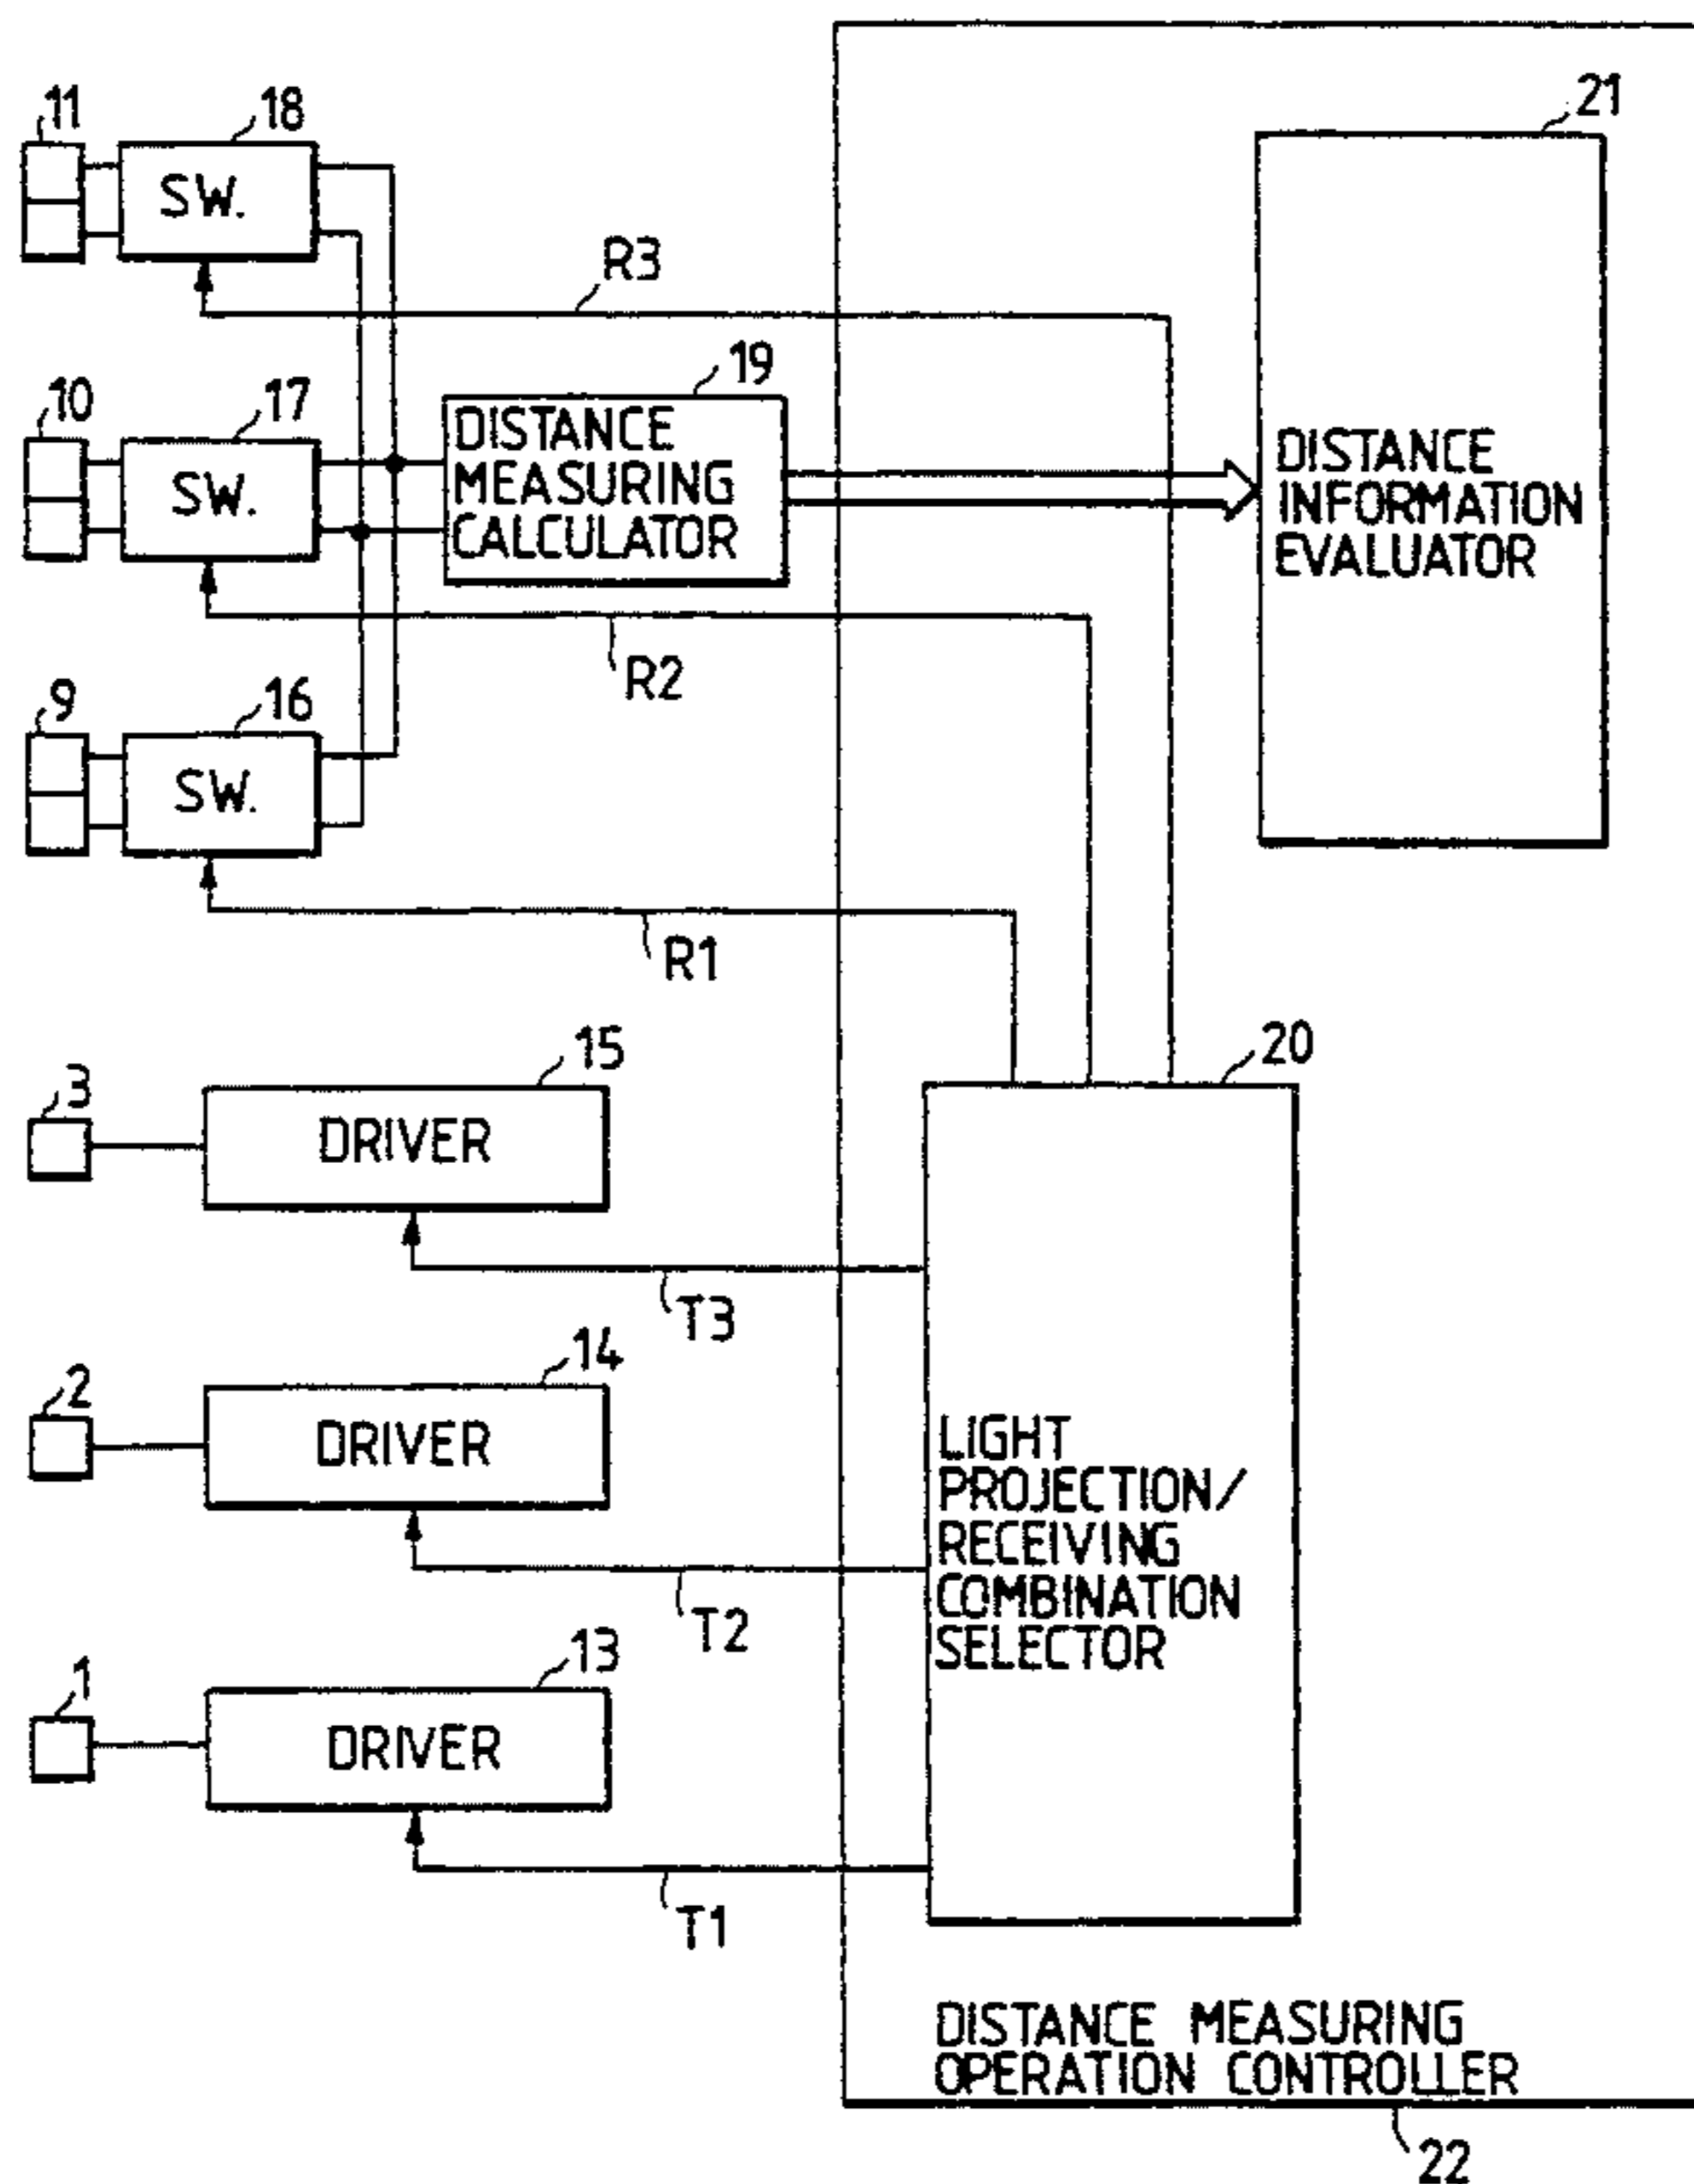 21
11
18
SW.
R3
19
10
17
SW.
DISTANCE
MEASURING
CALCULATOR
DISTANCE
INFORMATION
EVALUATOR
R2
9
16
SW.
R1
20
15
3
DRIVER
T3
14
2
DRIVER
LIGHT
PROJECTION/
RECEIVING
COMBINATION
SELECTOR
T2
13
1
DRIVER
T1
DISTANCE MEASURING
OPERATION CONTROLLER
22